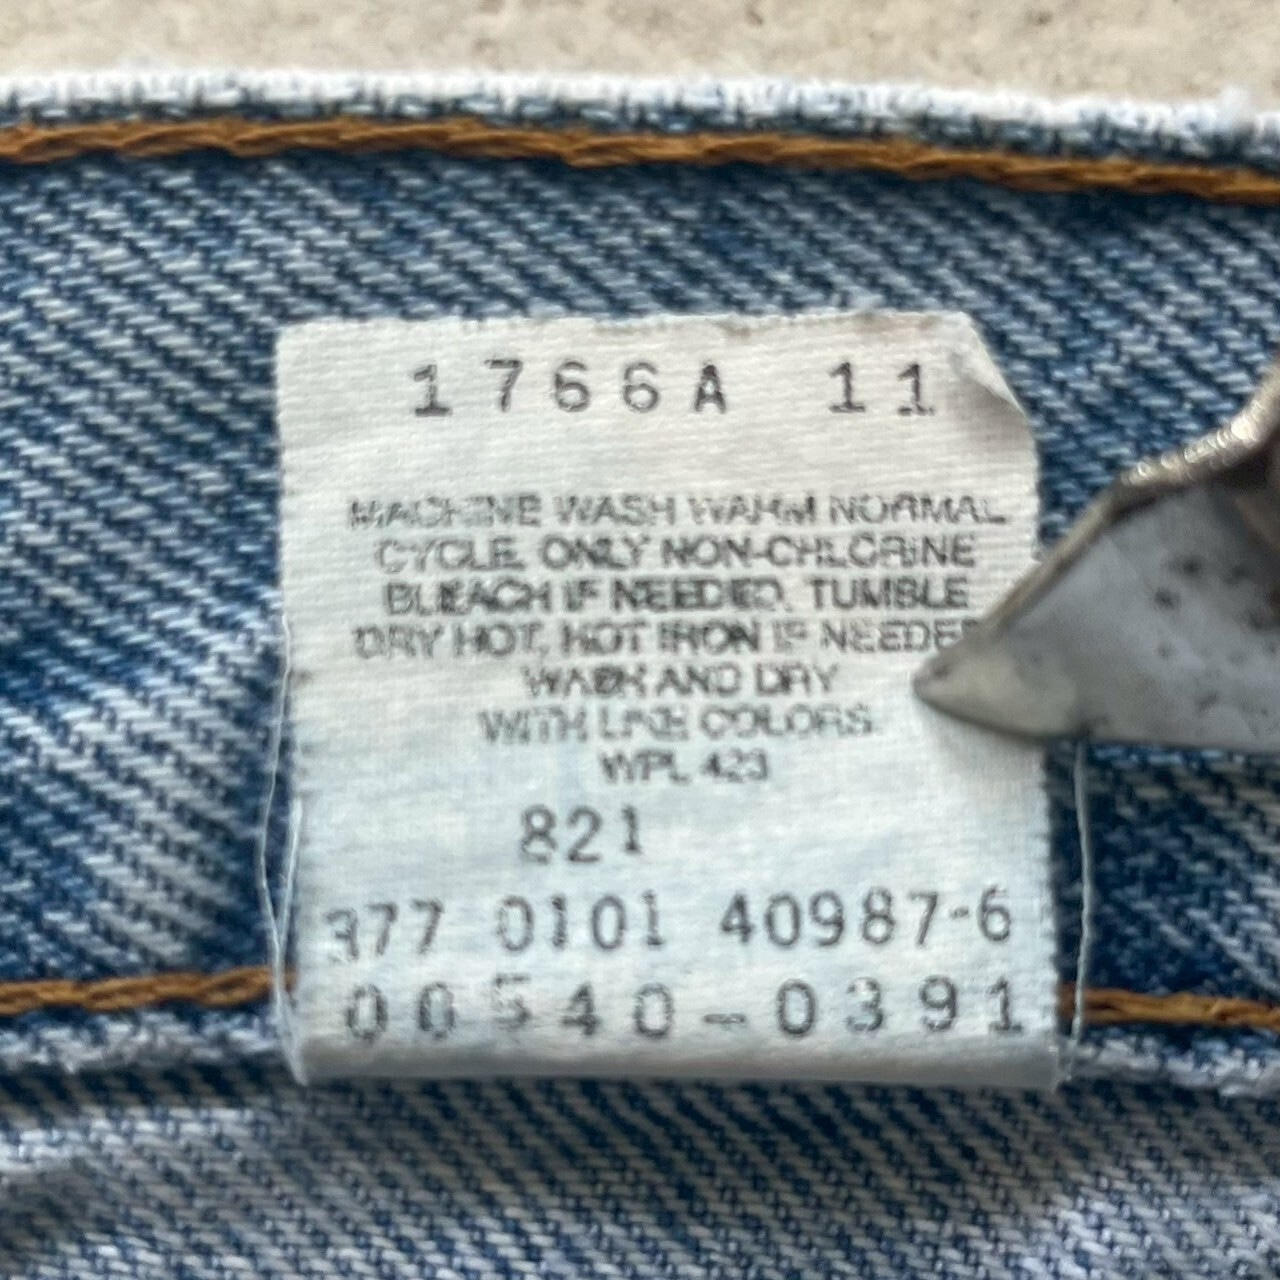 1766A 11
MACHINE WASH WARM NORMAL
CYCLE ONLY NON-CHLORINE
BLEACH IF NEEDED. TUMBLE
DRY HOT, HOT IRON IF NEEDE
WASH AND DRY
WITH LIKE COLORS
WPL 423
821
377 0101 40987-6
00540-0391